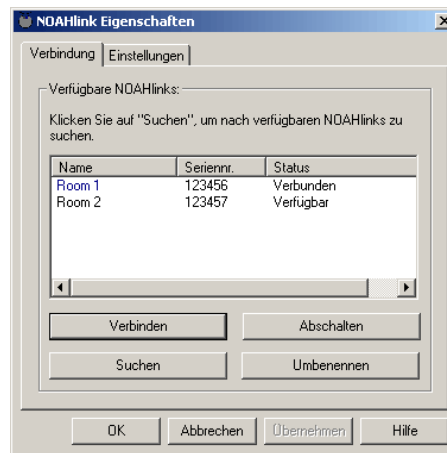 NOAHlink Eigenschaften
Verbindung Einstellungen
Verfügbare NOAHlinks:
Klicken Sie auf "Suchen", um nach verfügbaren NOAHlinks zu
suchen.
Name Seriennr. Status
Room 1 123456 Verbunden
Room 2 123457 Verfügbar
Verbinden Abschalten
Suchen Umbenennen
OK Abbrechen Übernehmen Hilfe